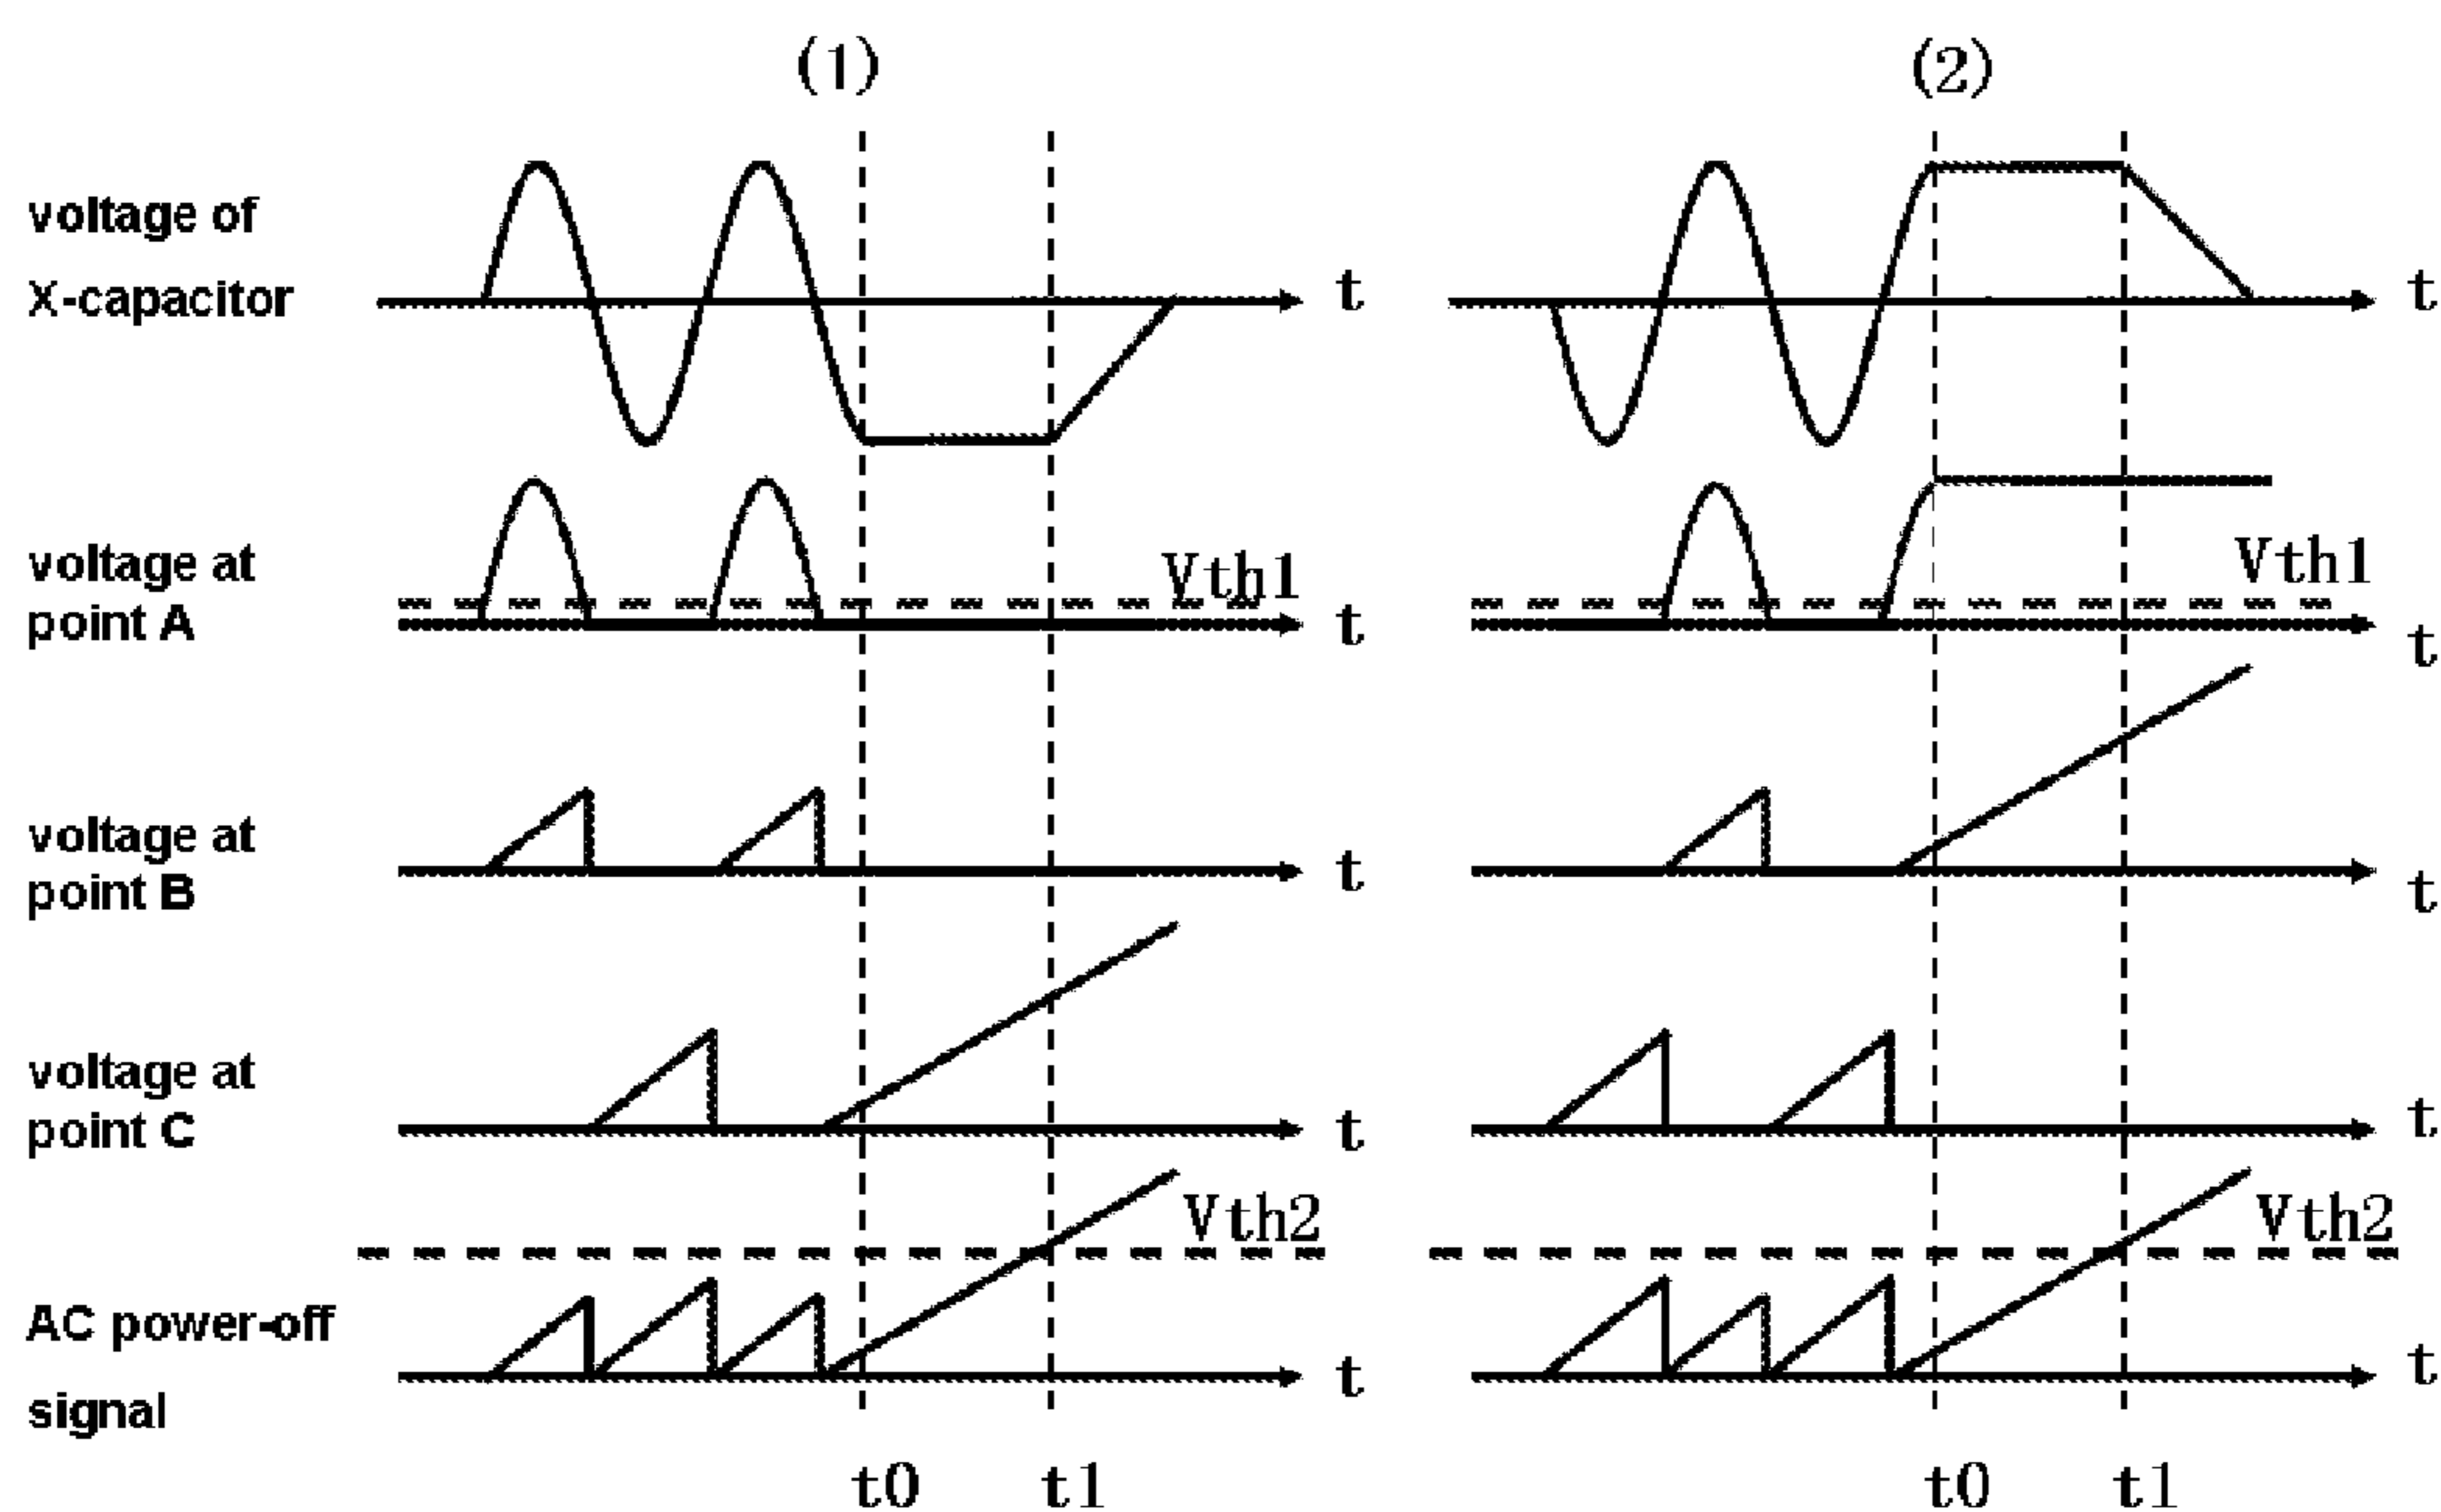 (1)
(2)
voltage of
X-capacitor
t
t
voltage at
point A
Vth1
t
Vth1
t
voltage at
point B
t
t
voltage at
point C
t
t
AC power-off
signal
Vth2
t
Vth2
t
t0
t1
t0
t1